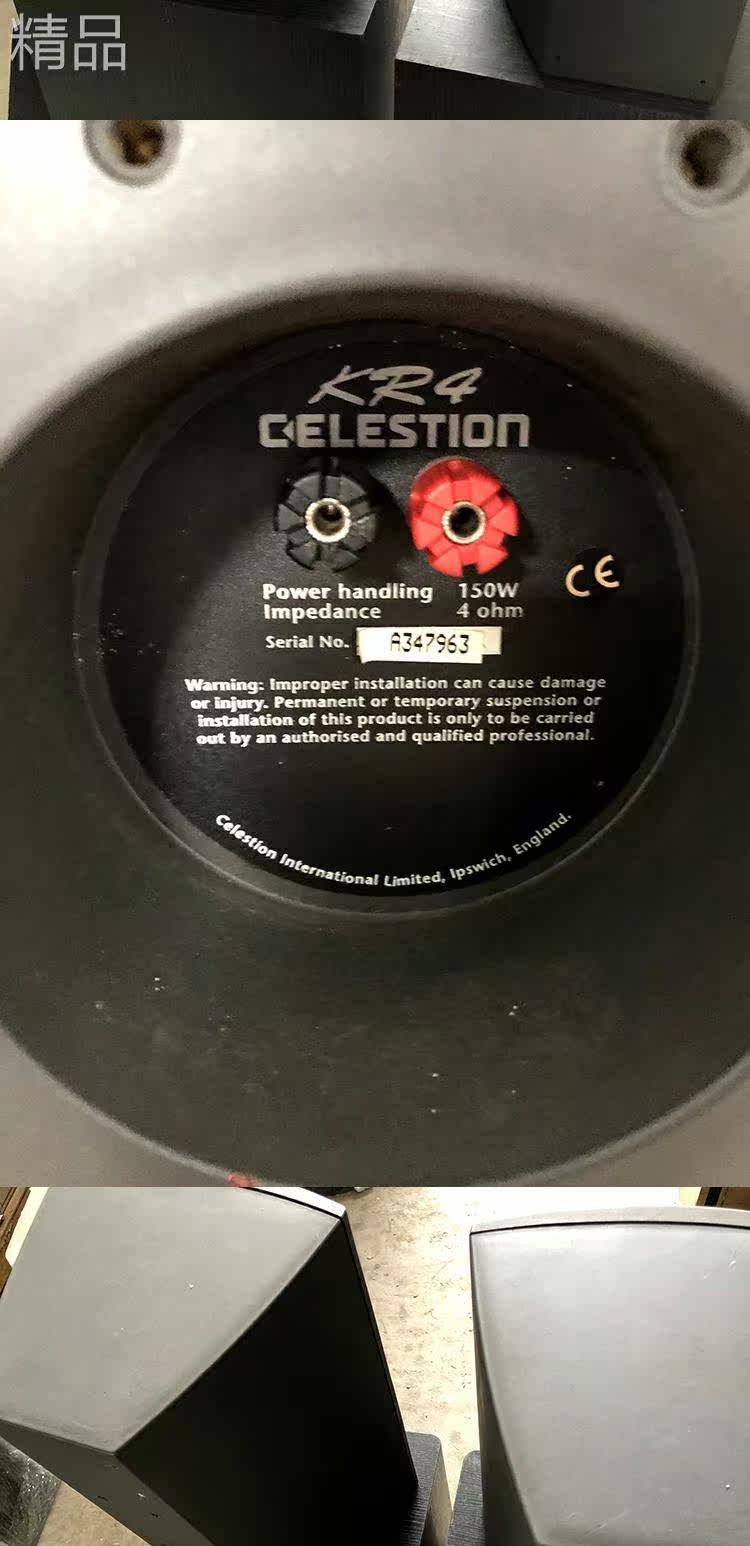 精品
KR4
CELESTION
CE
Power handling 150W
Impedance 4 ohm
Serial No. A347963
Warning: Improper installation can cause damage
or injury. Permanent or temporary suspension or
installation of this product is only to be carried
out by an authorised and qualified professional.
Celestion International Limited, Ipswich, England.